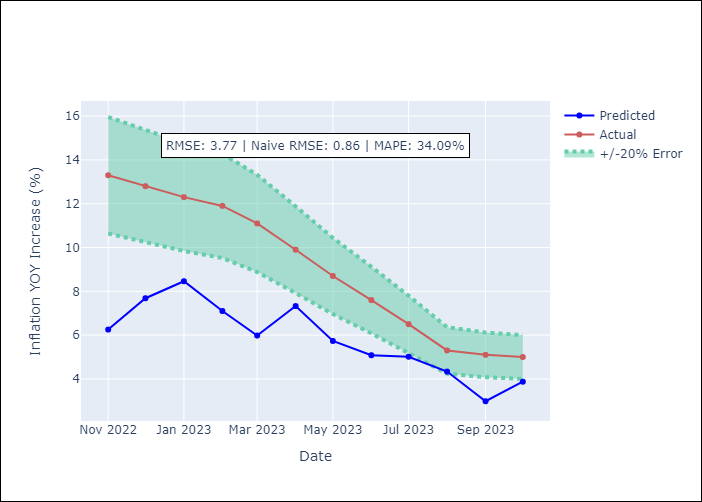 Predicted
Actual
+/-20% Error
RMSE: 3.77 | Naive RMSE: 0.86 | MAPE: 34.09%
Inflation YOY Increase (%)
16
14
12
10
8
6
4
Nov 2022
Jan 2023
Mar 2023
May 2023
Jul 2023
Sep 2023
Date